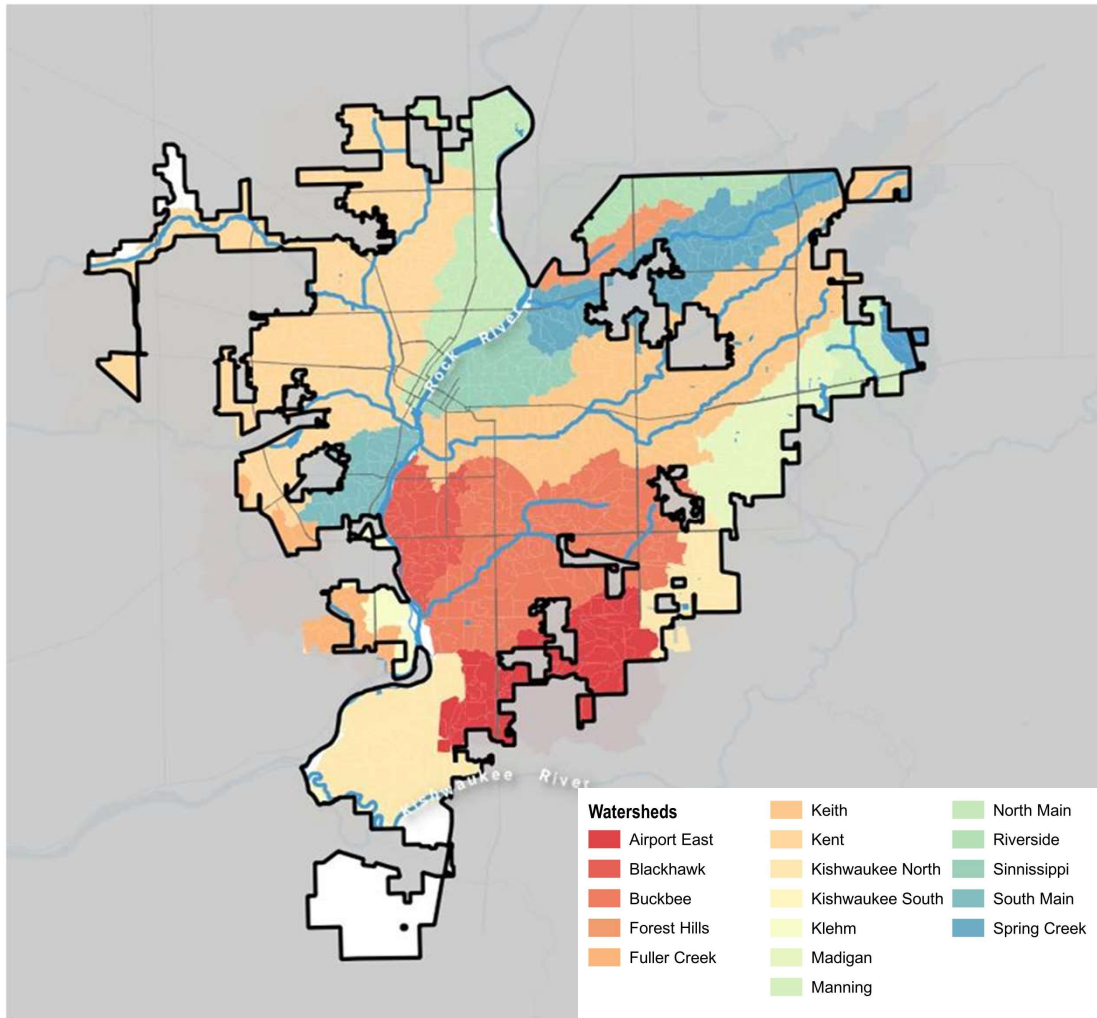 ROCK RIVER
Kishwaukee River
Watersheds
Airport East
Blackhawk
Buckbee
Forest Hills
Fuller Creek
Keith
Kent
Kishwaukee North
Kishwaukee South
Klehm
Madigan
Manning
North Main
Riverside
Sinnissippi
South Main
Spring Creek